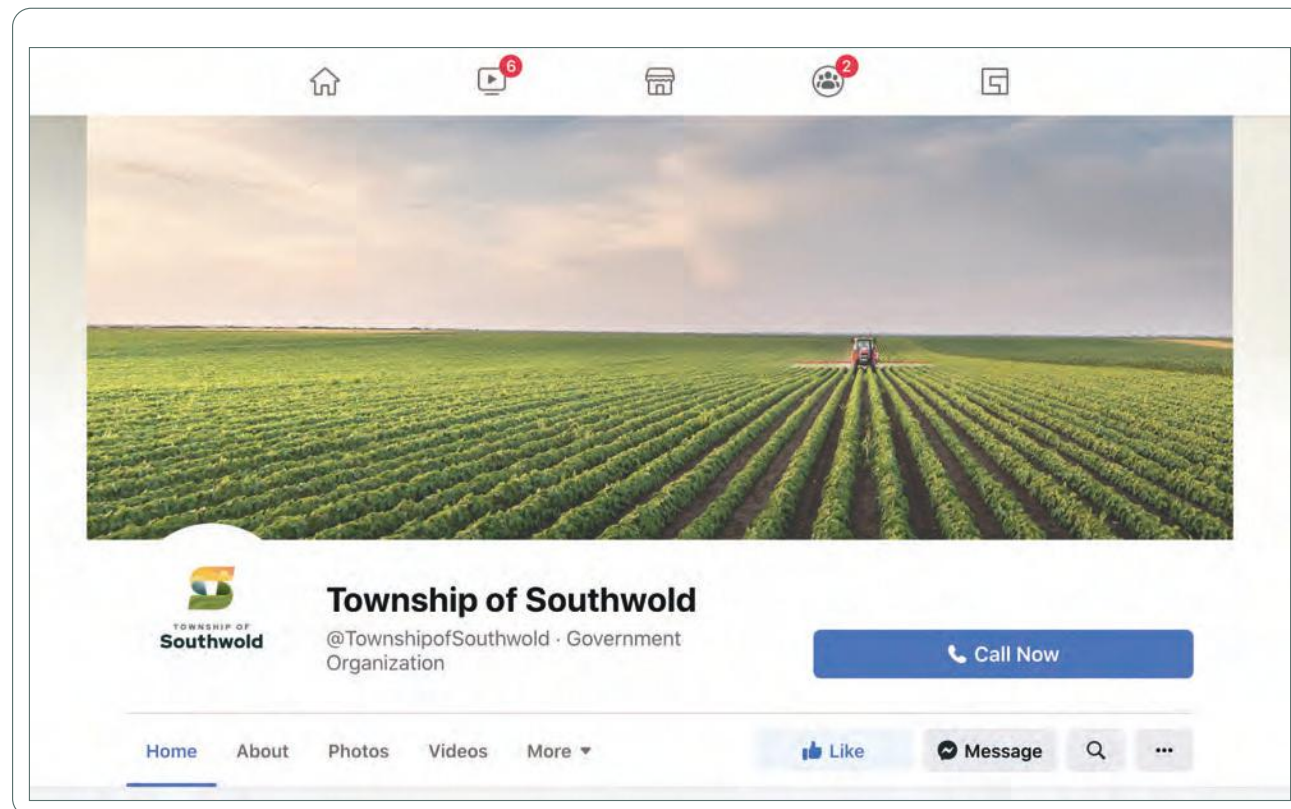 6
2
Township of Southwold
@TownshipofSouthwold · Government
Organization
TOWNSHIP OF
Southwold
Call Now
Home About Photos Videos More
Like Message